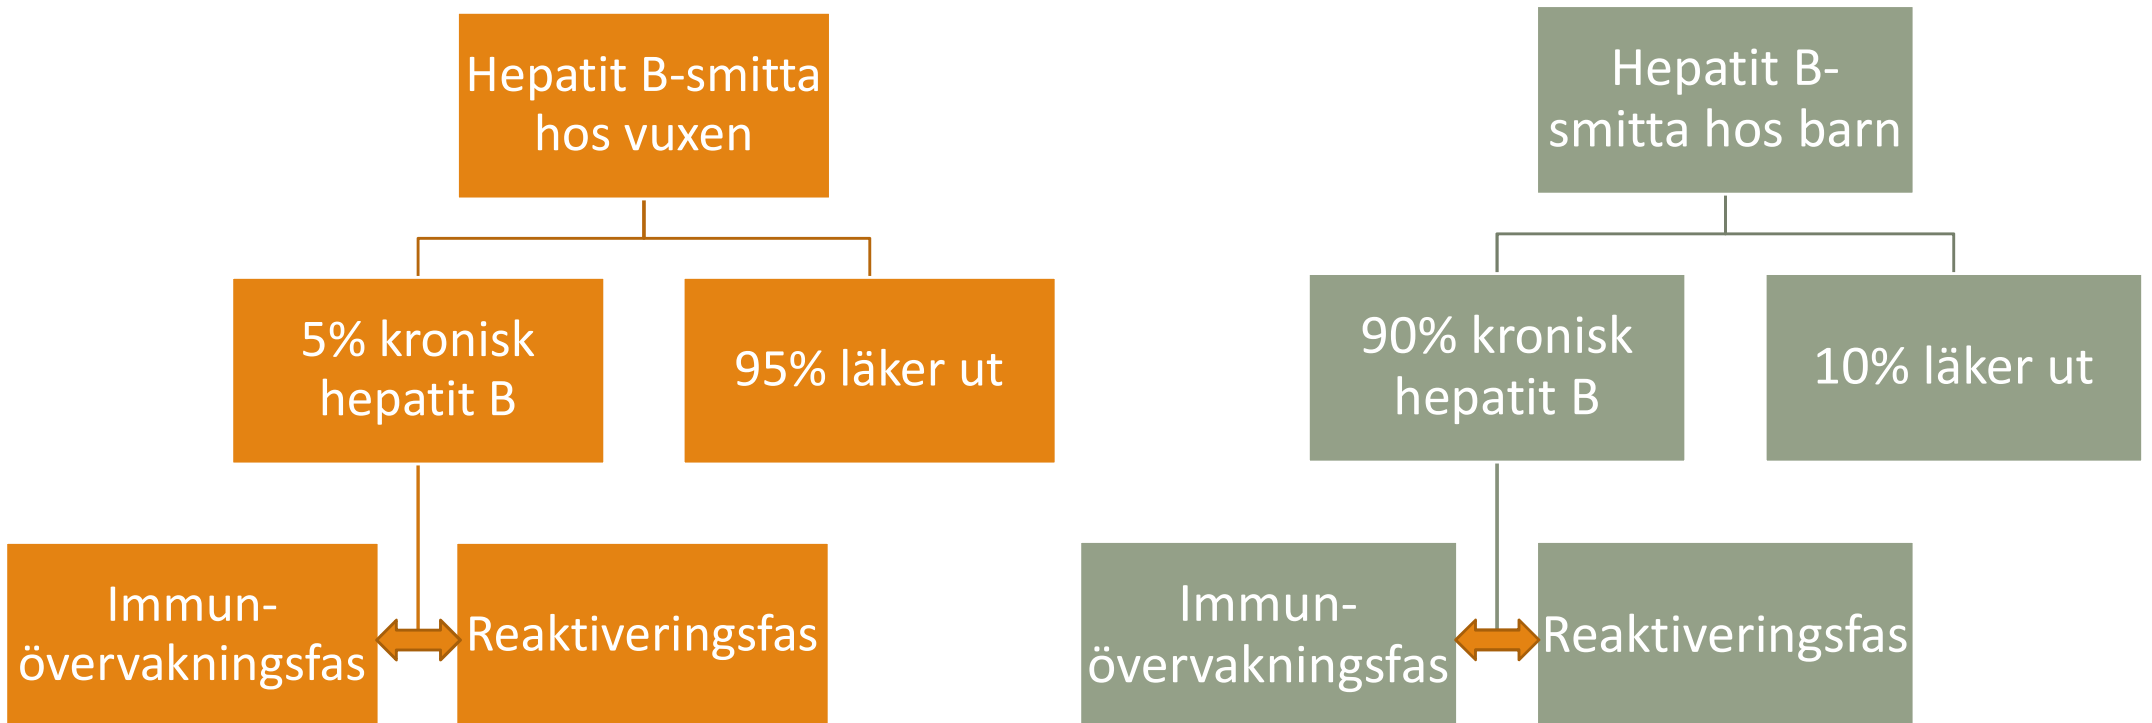 Hepatit B-smitta
hos vuxen
5% kronisk
hepatit B
95% läker ut
Immun-
övervakningsfas
Reaktiveringsfas
Hepatit B-
smitta hos barn
90% kronisk
hepatit B
10% läker ut
Immun-
övervakningsfas
Reaktiveringsfas